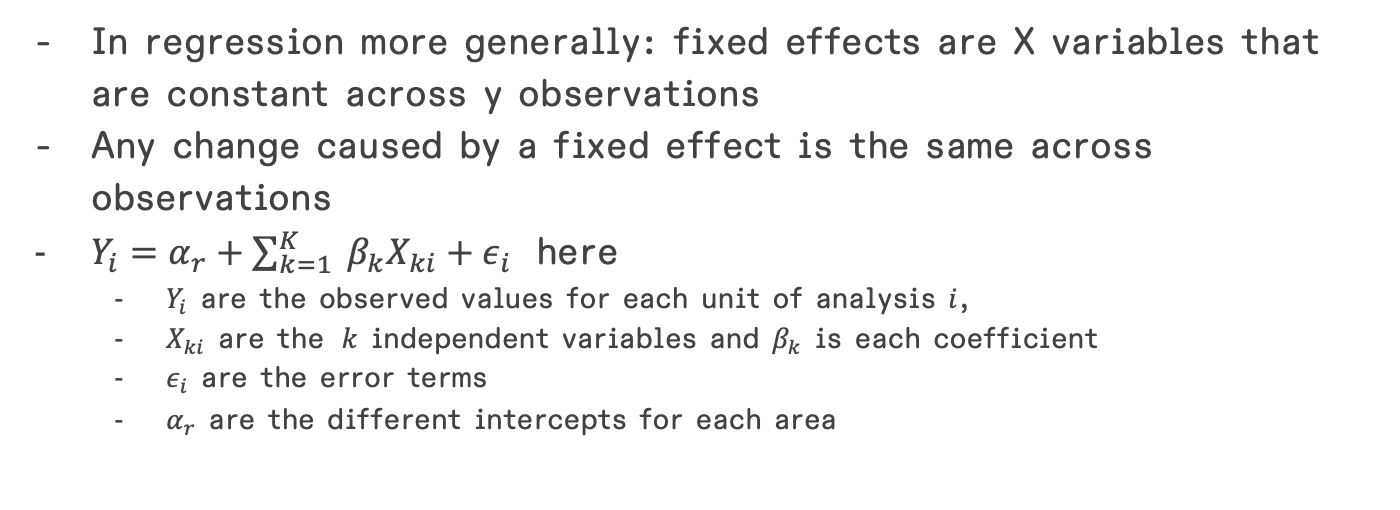 - In regression more generally: fixed effects are X variables that
are constant across y observations
- Any change caused by a fixed effect is the same across
observations
- Yᵢ = αᵣ + ∑ᴷₖ₌₁ βₖXₖᵢ + ϵᵢ here
- Yᵢ are the observed values for each unit of analysis i,
- Xₖᵢ are the k independent variables and βₖ is each coefficient
- ϵᵢ are the error terms
- αᵣ are the different intercepts for each area